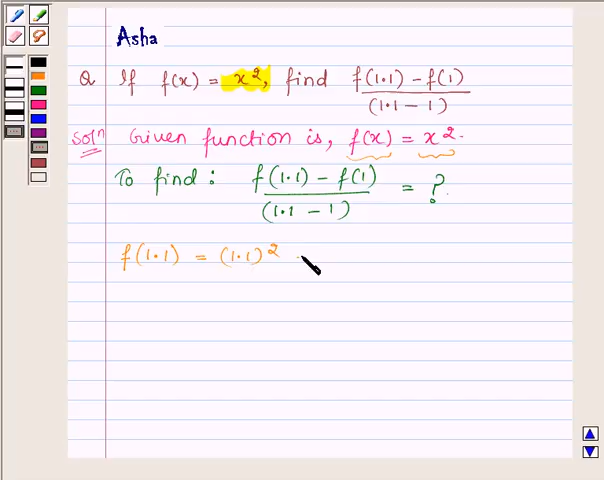 Asha
Q If f(x) = x², find f(1·1) − f(1) / (1·1 − 1)
Soln Given function is, f(x) = x².
To find : f(1·1) − f(1) / (1·1 − 1) = ?
f(1·1) = (1·1)²